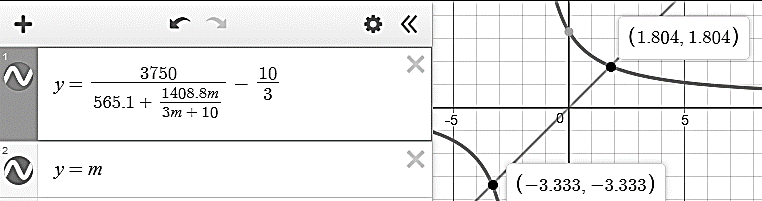 1
y = 3750 / (565.1 + 1408.8m / (3m + 10)) − 10/3
2
y = m
(1.804, 1.804)
-5 0 5
(−3.333, −3.333)